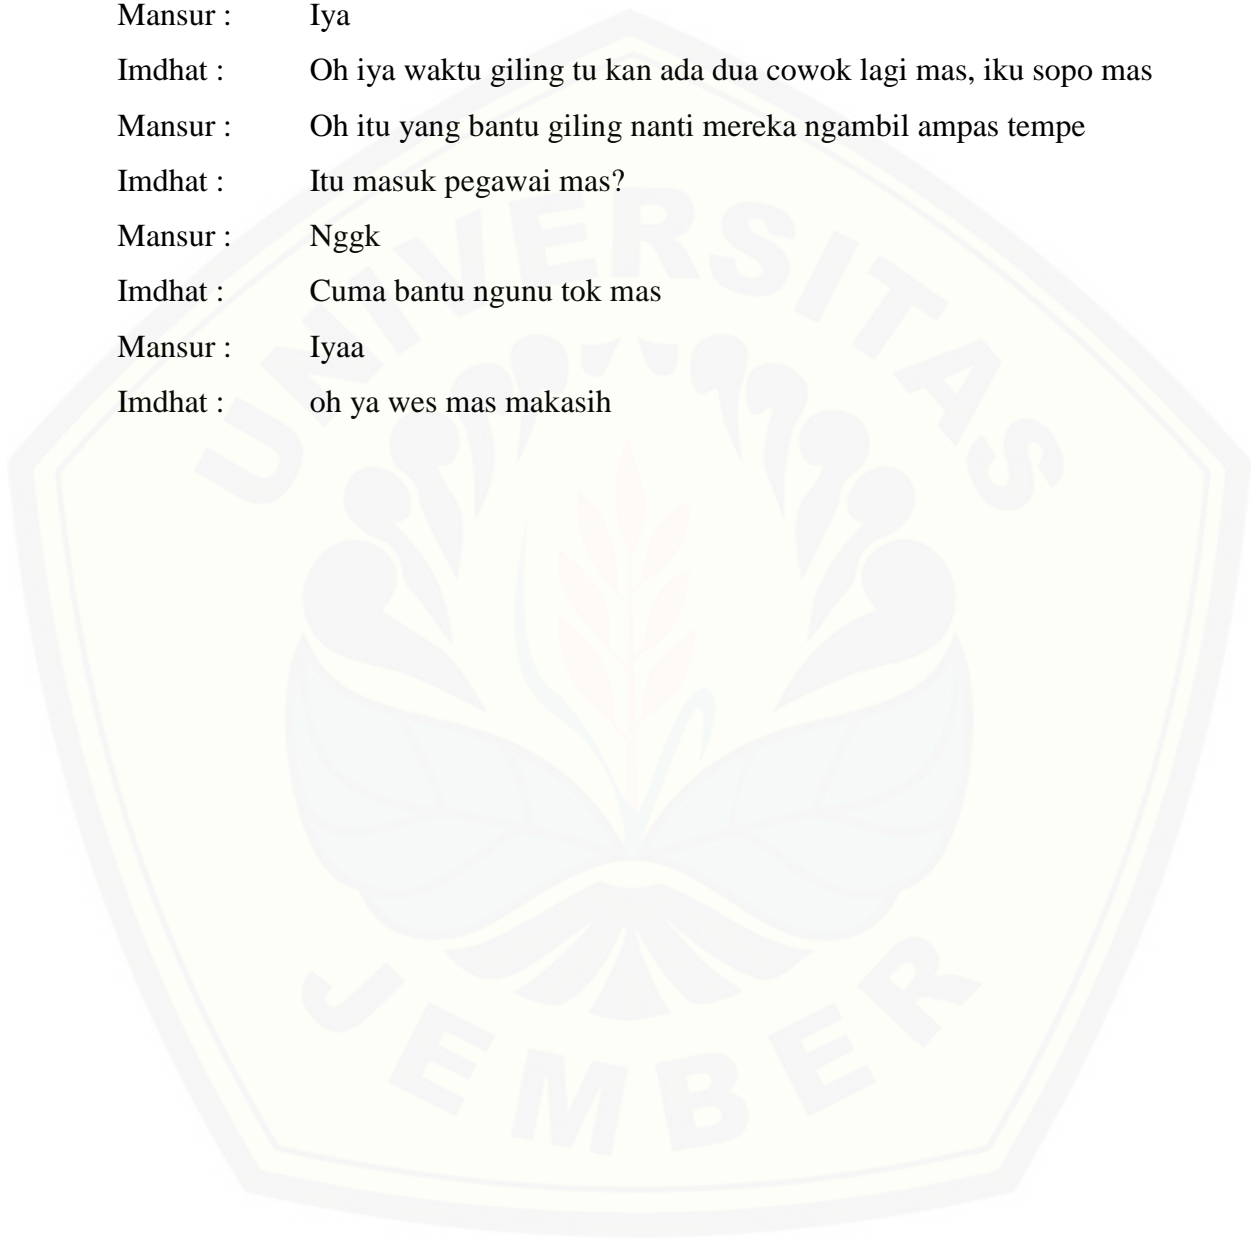 Mansur : Iya
Imdhat : Oh iya waktu giling tu kan ada dua cowok lagi mas, iku sopo mas
Mansur : Oh itu yang bantu giling nanti mereka ngambil ampas tempe
Imdhat : Itu masuk pegawai mas?
Mansur : Nggk
Imdhat : Cuma bantu ngunu tok mas
Mansur : Iyaa
Imdhat : oh ya wes mas makasih
UNIVERSITAS
JEMBER